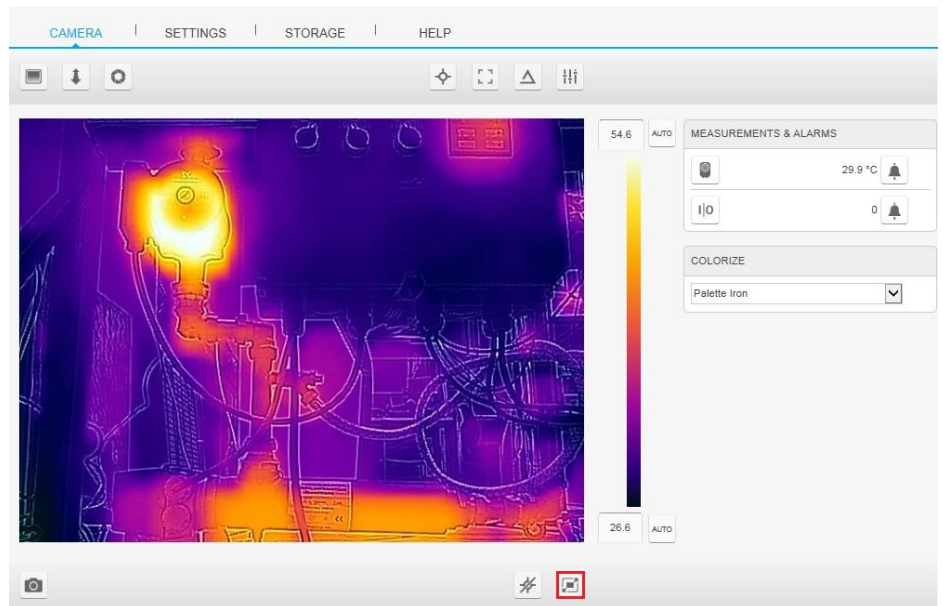 CAMERA | SETTINGS | STORAGE | HELP
54.6 AUTO
MEASUREMENTS & ALARMS
29.9 °C
I|O 0
COLORIZE
Palette Iron
26.6 AUTO